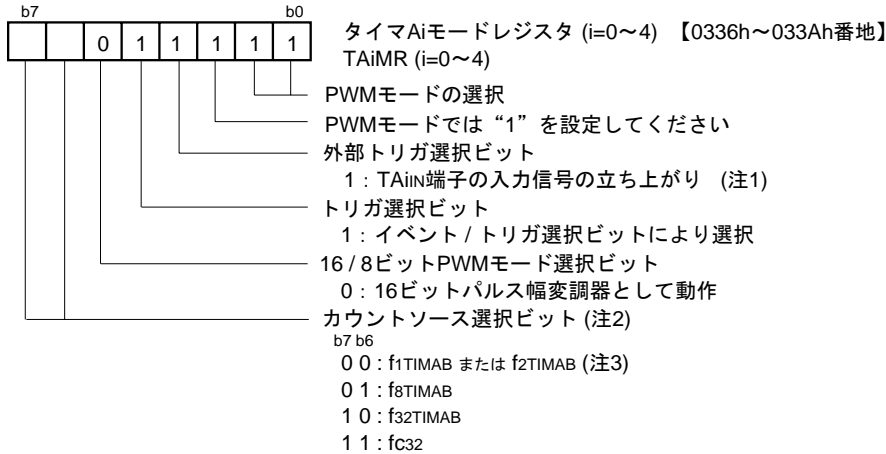 b7 b0
0 1 1 1 1 1
タイマAiモードレジスタ (i=0～4) 【0336h～033Ah番地】
TAiMR (i=0～4)
PWMモードの選択
PWMモードでは“1”を設定してください
外部トリガ選択ビット
1：TAiIN端子の入力信号の立ち上がり (注1)
トリガ選択ビット
1：イベント / トリガ選択ビットにより選択
16 / 8ビットPWMモード選択ビット
0：16ビットパルス幅変調器として動作
カウントソース選択ビット (注2)
b7 b6
0 0 : f1TIMAB または f2TIMAB (注3)
0 1 : f8TIMAB
1 0 : f32TIMAB
1 1 : fC32